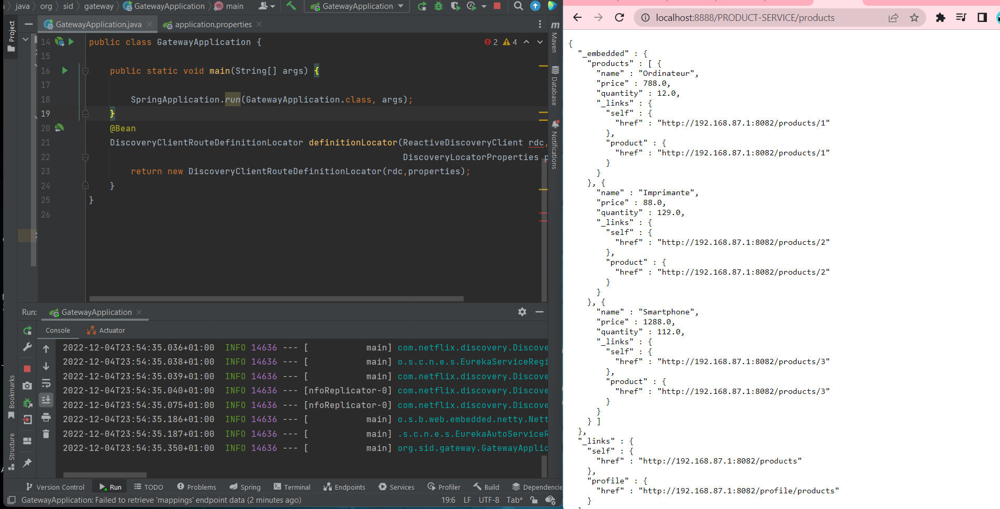 java org sid gateway GatewayApplication main GatewayApplication
Project
GatewayApplication.java application.properties
14 public class GatewayApplication { 2 4
15
16 public static void main(String[] args) {
17
18 SpringApplication.run(GatewayApplication.class, args);
19 }
20 @Bean
21 DiscoveryClientRouteDefinitionLocator definitionLocator(ReactiveDiscoveryClient rdc,
22 DiscoveryLocatorProperties p
23 return new DiscoveryClientRouteDefinitionLocator(rdc,properties);
24 }
25 }
26
m Maven
Database
Notifications
Run: GatewayApplication
Console Actuator
2022-12-04T23:54:35.036+01:00 INFO 14636 --- [ main] com.netflix.discovery.Discove
2022-12-04T23:54:35.038+01:00 INFO 14636 --- [ main] o.s.c.n.e.s.EurekaServiceRegi
2022-12-04T23:54:35.039+01:00 INFO 14636 --- [ main] com.netflix.discovery.Discove
2022-12-04T23:54:35.040+01:00 INFO 14636 --- [nfoReplicator-0] com.netflix.discovery.Discove
2022-12-04T23:54:35.075+01:00 INFO 14636 --- [nfoReplicator-0] com.netflix.discovery.Discove
2022-12-04T23:54:35.186+01:00 INFO 14636 --- [ main] o.s.b.web.embedded.netty.Nett
2022-12-04T23:54:35.187+01:00 INFO 14636 --- [ main] .s.c.n.e.s.EurekaAutoServiceR
2022-12-04T23:54:35.350+01:00 INFO 14636 --- [ main] org.sid.gateway.GatewayApplic
Bookmarks
Structure
Version Control Run TODO Problems Spring Terminal Endpoints Services Profiler Build Dependencie
GatewayApplication: Failed to retrieve 'mappings' endpoint data (2 minutes ago) 19:6 LF UTF-8 Tab*
localhost:8888/PRODUCT-SERVICE/products
{
"_embedded" : {
"products" : [ {
"name" : "Ordinateur",
"price" : 788.0,
"quantity" : 12.0,
"_links" : {
"self" : {
"href" : "http://192.168.87.1:8082/products/1"
},
"product" : {
"href" : "http://192.168.87.1:8082/products/1"
}
}
}, {
"name" : "Imprimante",
"price" : 88.0,
"quantity" : 129.0,
"_links" : {
"self" : {
"href" : "http://192.168.87.1:8082/products/2"
},
"product" : {
"href" : "http://192.168.87.1:8082/products/2"
}
}
}, {
"name" : "Smartphone",
"price" : 1288.0,
"quantity" : 112.0,
"_links" : {
"self" : {
"href" : "http://192.168.87.1:8082/products/3"
},
"product" : {
"href" : "http://192.168.87.1:8082/products/3"
}
}
} ]
},
"_links" : {
"self" : {
"href" : "http://192.168.87.1:8082/products"
},
"profile" : {
"href" : "http://192.168.87.1:8082/profile/products"
}